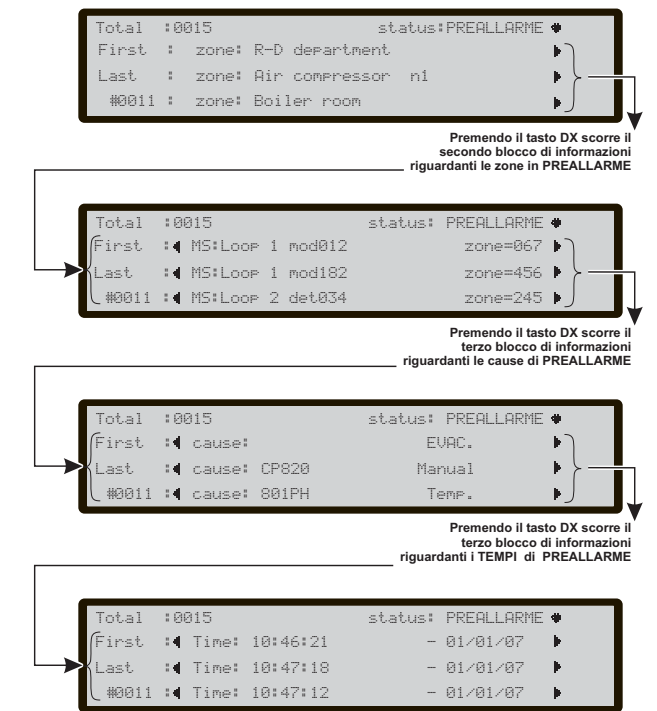 Total :0015 status:PREALLARME
First : zone: R-D department
Last : zone: Air compressor n1
#0011 : zone: Boiler room
Premendo il tasto DX scorre il
secondo blocco di informazioni
riguardanti le zone in PREALLARME
Total :0015 status: PREALLARME
First : MS:Loop 1 mod012 zone=067
Last : MS:Loop 1 mod182 zone=456
#0011 : MS:Loop 2 det034 zone=245
Premendo il tasto DX scorre il
terzo blocco di informazioni
riguardanti le cause di PREALLARME
Total :0015 status: PREALLARME
First : cause: EVAC.
Last : cause: CP820 Manual
#0011 : cause: 801PH Temp.
Premendo il tasto DX scorre il
terzo blocco di informazioni
riguardanti i TEMPI di PREALLARME
Total :0015 status: PREALLARME
First : Time: 10:46:21 - 01/01/07
Last : Time: 10:47:18 - 01/01/07
#0011 : Time: 10:47:12 - 01/01/07